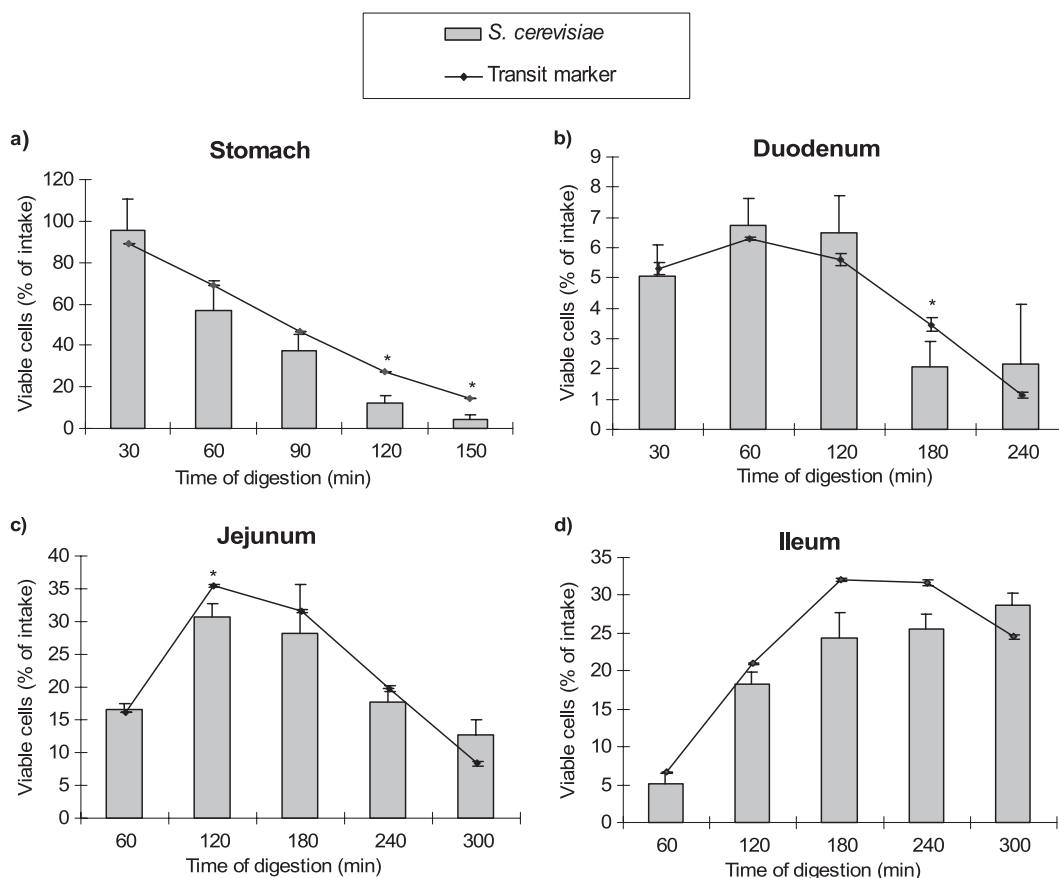 S. cerevisiae
Transit marker
a)
Stomach
Viable cells (% of intake)
120
100
80
60
40
20
0
*
*
30 60 90 120 150
Time of digestion (min)
b)
Duodenum
Viable cells (% of intake)
9
8
7
6
5
4
3
2
1
0
*
30 60 120 180 240
Time of digestion (min)
c)
Jejunum
Viable cells (% of intake)
40
35
30
25
20
15
10
5
0
*
60 120 180 240 300
Time of digestion (min)
d)
Ileum
Viable cells (% of intake)
35
30
25
20
15
10
5
0
60 120 180 240 300
Time of digestion (min)